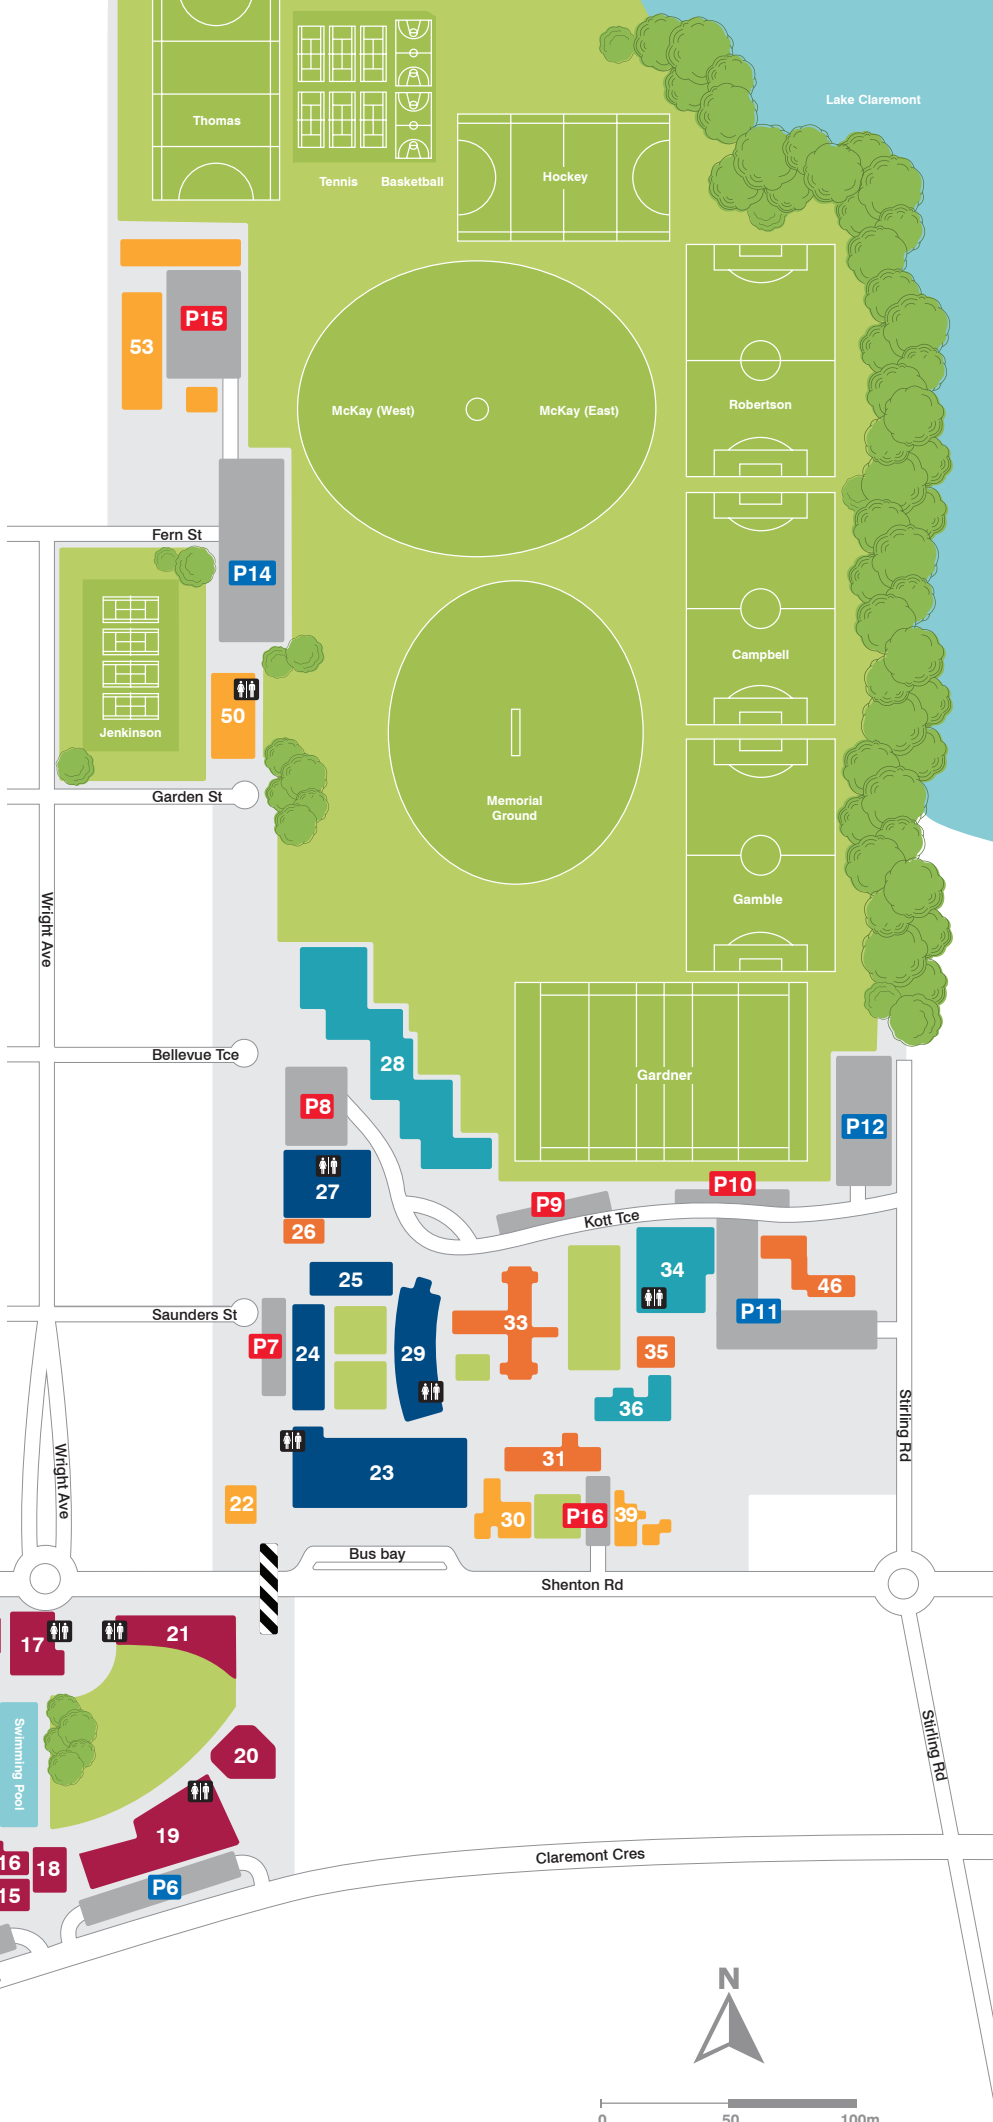 Lake Claremont
Thomas
Tennis
Basketball
Hockey
P15
53
McKay (West)
McKay (East)
Robertson
Fern St
P14
Campbell
50
Jenkinson
Garden St
Memorial
Ground
Gamble
Wright Ave
Bellevue Tce
28
Gardner
P8
P12
27
P10
P9
Kott Tce
26
34
25
46
Saunders St
P11
33
P7
24
29
35
36
Stirling Rd
31
23
Wright Ave
22
30
P16
39
Bus bay
Shenton Rd
17
21
Swimming Pool
20
Stirling Rd
19
16
18
Claremont Cres
P6
15
N
0
50
100m